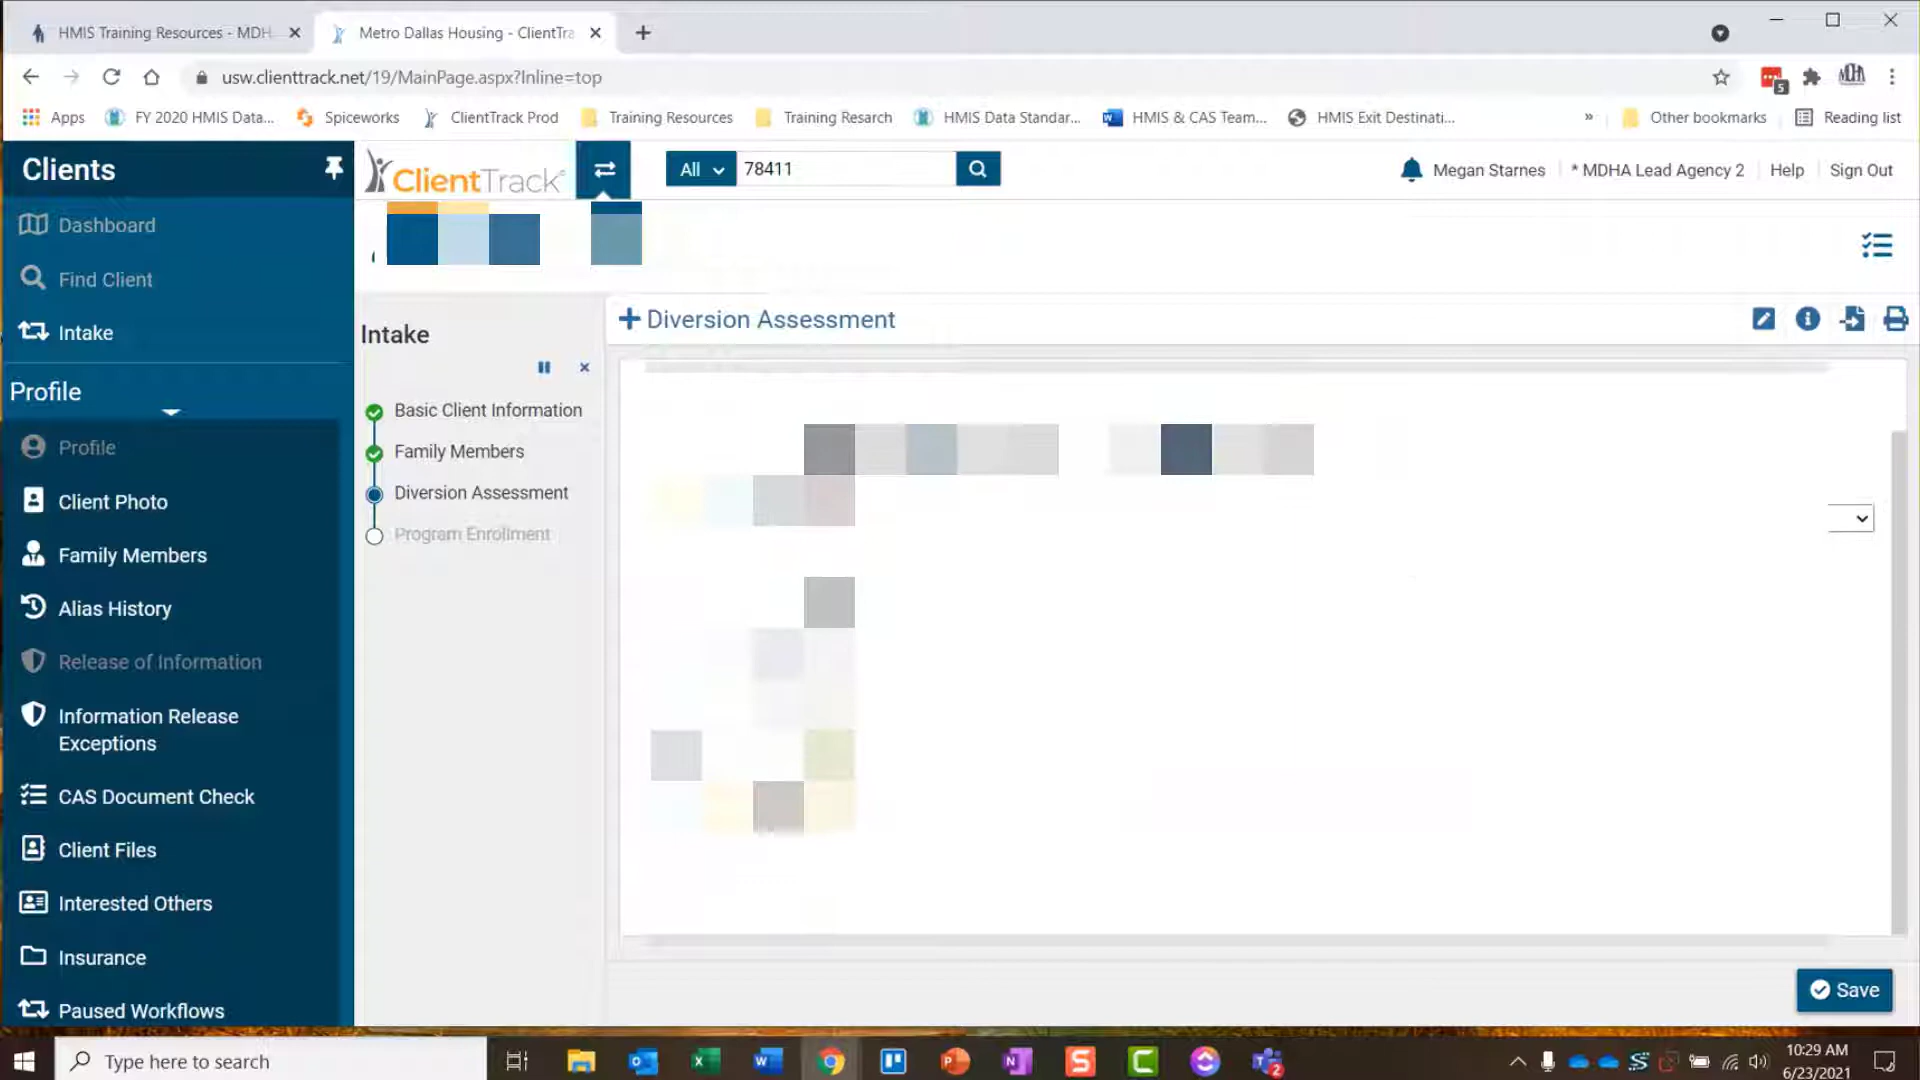 HMIS Training Resources - MDH
Metro Dallas Housing - ClientTra
usw.clienttrack.net/19/MainPage.aspx?Inline=top
5
Apps
FY 2020 HMIS Data...
Spiceworks
ClientTrack Prod
Training Resources
Training Resarch
HMIS Data Standar...
HMIS & CAS Team...
HMIS Exit Destinati...
»
Other bookmarks
Reading list
Clients
ClientTrack
All
78411
Megan Starnes
* MDHA Lead Agency 2
Help
Sign Out
Dashboard
Find Client
Intake
Profile
Profile
Client Photo
Family Members
Alias History
Release of Information
Information Release
Exceptions
CAS Document Check
Client Files
Interested Others
Insurance
Paused Workflows
Intake
Basic Client Information
Family Members
Diversion Assessment
Program Enrollment
Diversion Assessment
Save
Type here to search
2
10:29 AM
6/23/2021